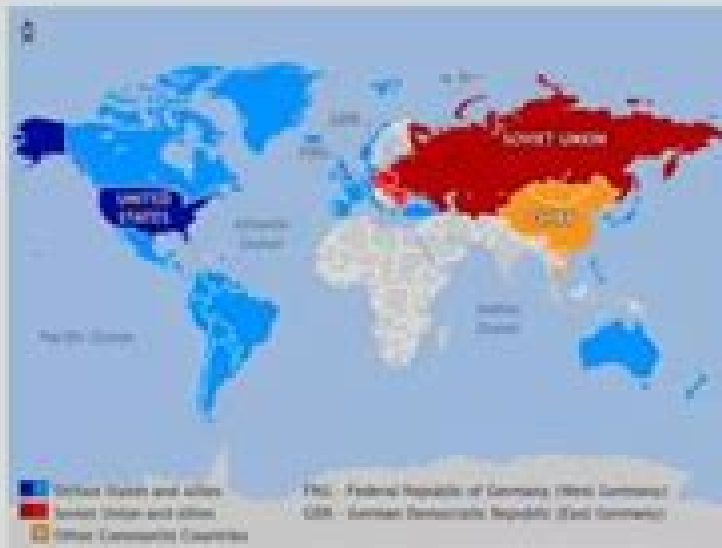 SOVIET UNION
UNITED
STATES
Atlantic
Ocean
Indian
Ocean
Pacific Ocean
United States and allies
Soviet Union and allies
Other Communist Countries
FRG - Federal Republic of Germany (West Germany)
GDR - German Democratic Republic (East Germany)